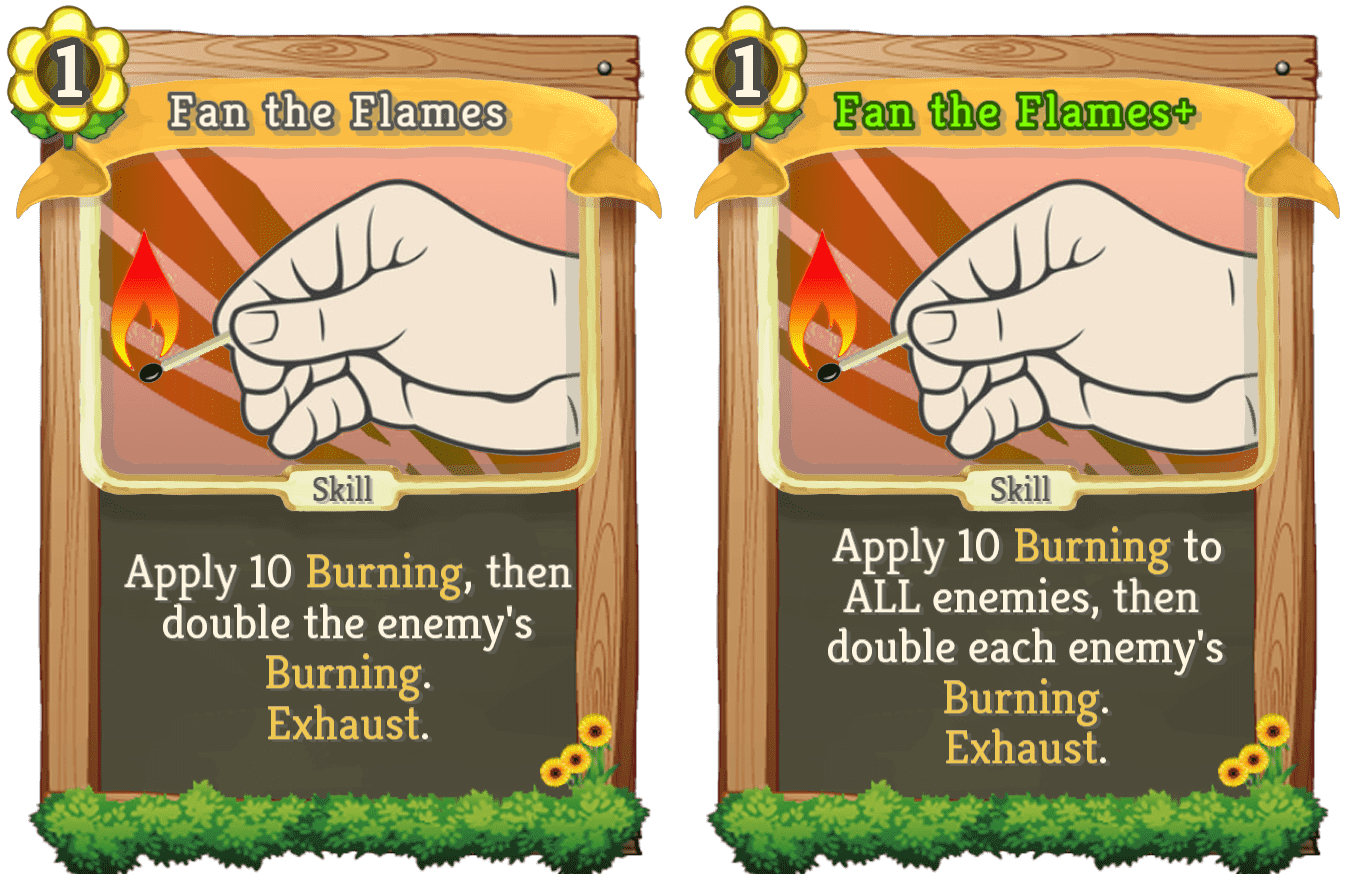 1
Fan the Flames
Skill
Apply 10 Burning, then
double the enemy's
Burning.
Exhaust.
1
Fan the Flames+
Skill
Apply 10 Burning to
ALL enemies, then
double each enemy's
Burning.
Exhaust.